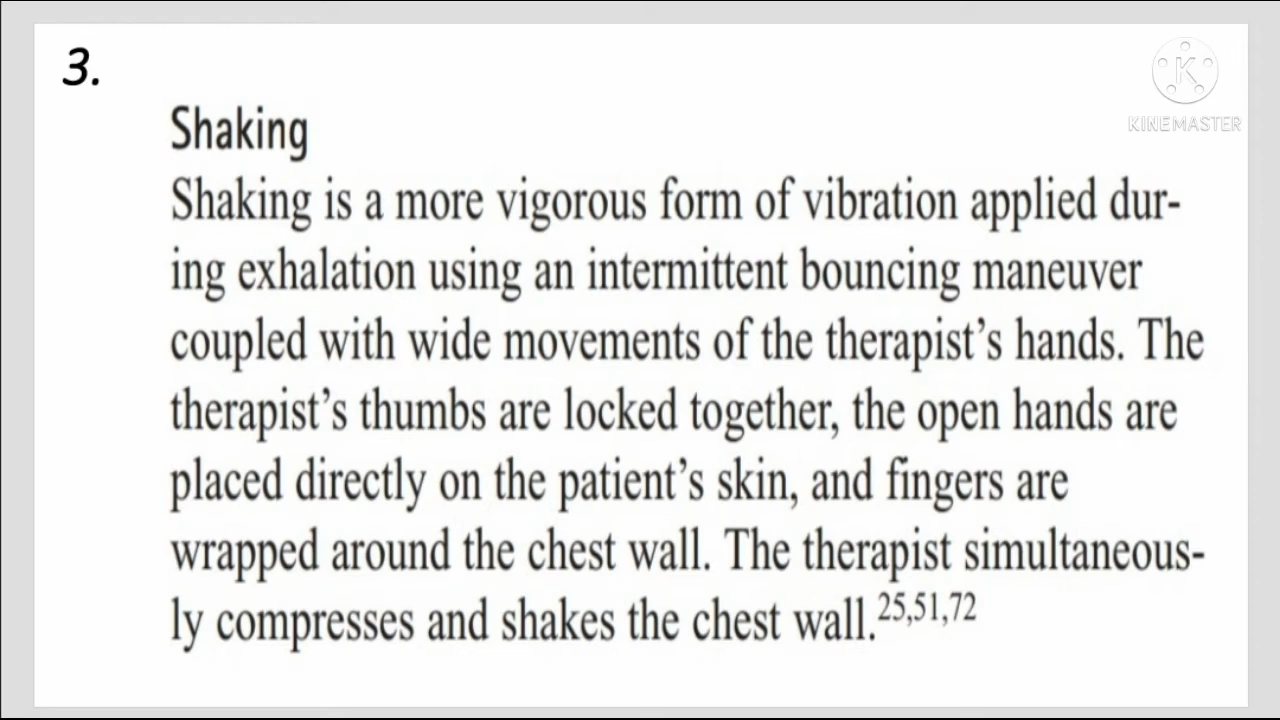 3.
K
KINEMASTER
Shaking
Shaking is a more vigorous form of vibration applied dur-
ing exhalation using an intermittent bouncing maneuver
coupled with wide movements of the therapist’s hands. The
therapist’s thumbs are locked together, the open hands are
placed directly on the patient’s skin, and fingers are
wrapped around the chest wall. The therapist simultaneous-
ly compresses and shakes the chest wall.25,51,72